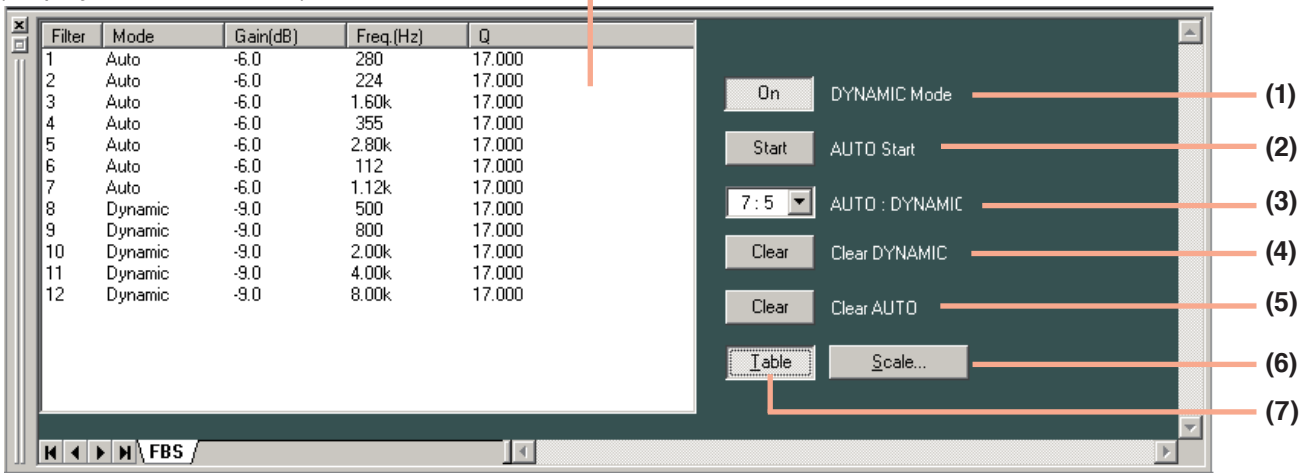 Filter Mode Gain(dB) Freq.(Hz) Q
1 Auto -6.0 280 17.000
2 Auto -6.0 224 17.000
3 Auto -6.0 1.60k 17.000
4 Auto -6.0 355 17.000
5 Auto -6.0 2.80k 17.000
6 Auto -6.0 112 17.000
7 Auto -6.0 1.12k 17.000
8 Dynamic -9.0 500 17.000
9 Dynamic -9.0 800 17.000
10 Dynamic -9.0 2.00k 17.000
11 Dynamic -9.0 4.00k 17.000
12 Dynamic -9.0 8.00k 17.000
On DYNAMIC Mode (1)
Start AUTO Start (2)
7 : 5 AUTO : DYNAMIC (3)
Clear Clear DYNAMIC (4)
Clear Clear AUTO (5)
Table Scale... (6)
(7)
FBS